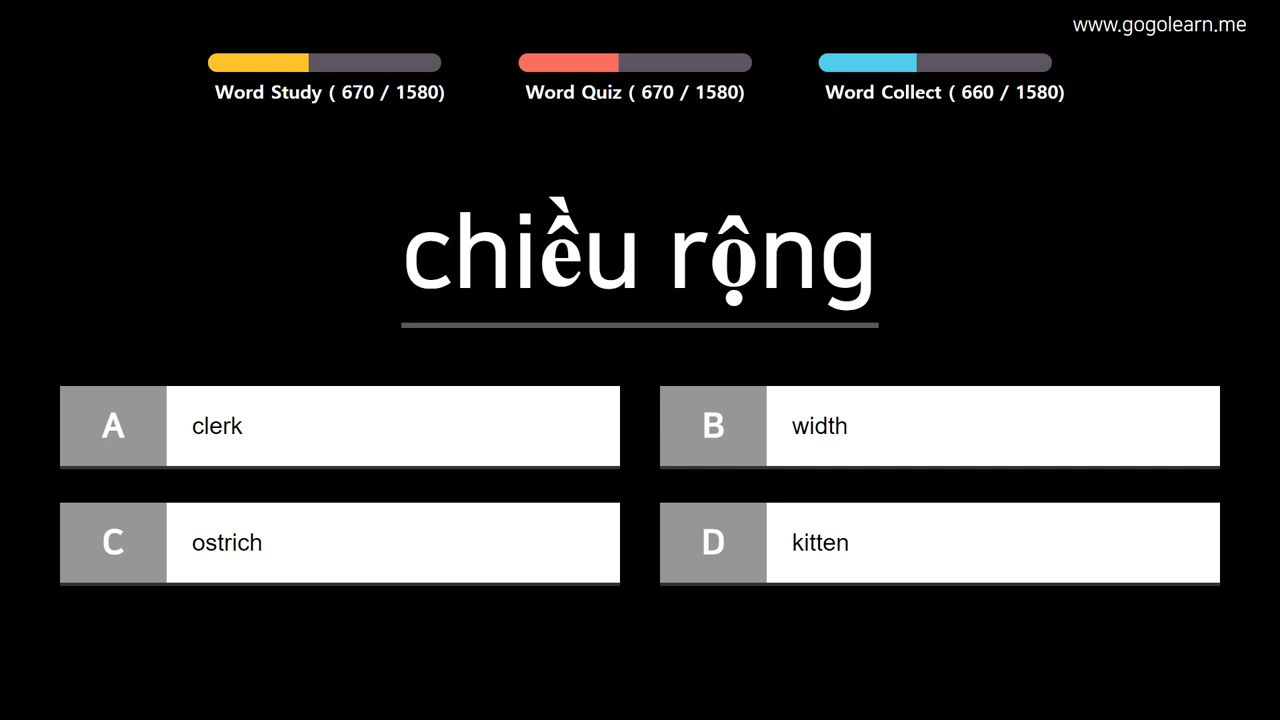 www.gogolearn.me
Word Study ( 670 / 1580)
Word Quiz ( 670 / 1580)
Word Collect ( 660 / 1580)
chiều rộng
A clerk
B width
C ostrich
D kitten